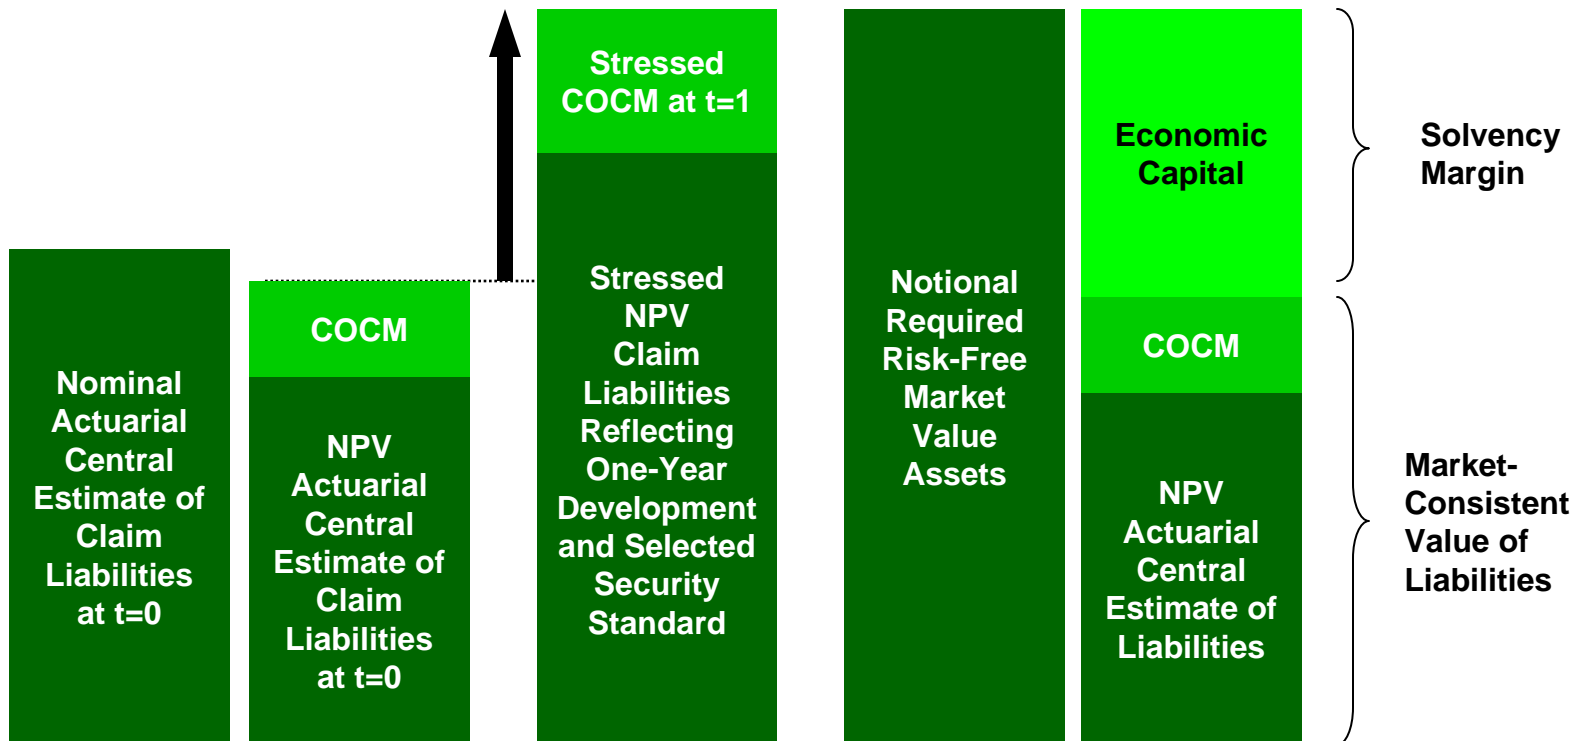 Nominal
Actuarial
Central
Estimate of
Claim
Liabilities
at t=0
COCM
NPV
Actuarial
Central
Estimate of
Claim
Liabilities
at t=0
Stressed
COCM at t=1
Stressed
NPV
Claim
Liabilities
Reflecting
One-Year
Development
and Selected
Security
Standard
Notional
Required
Risk-Free
Market
Value
Assets
Economic
Capital
COCM
NPV
Actuarial
Central
Estimate of
Liabilities
Solvency
Margin
Market-
Consistent
Value of
Liabilities